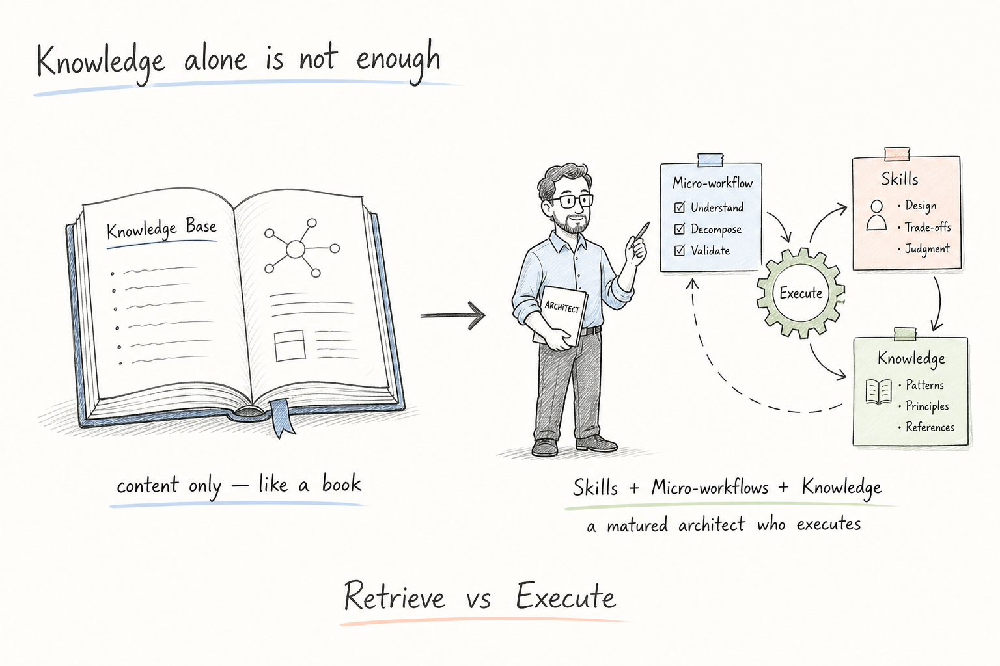 Knowledge alone is not enough
Knowledge Base
content only — like a book
ARCHITECT
Micro-workflow
Understand
Decompose
Validate
Execute
Skills
• Design
• Trade-offs
• Judgment
Knowledge
• Patterns
• Principles
• References
Skills + Micro-workflows + Knowledge
a matured architect who executes
Retrieve vs Execute